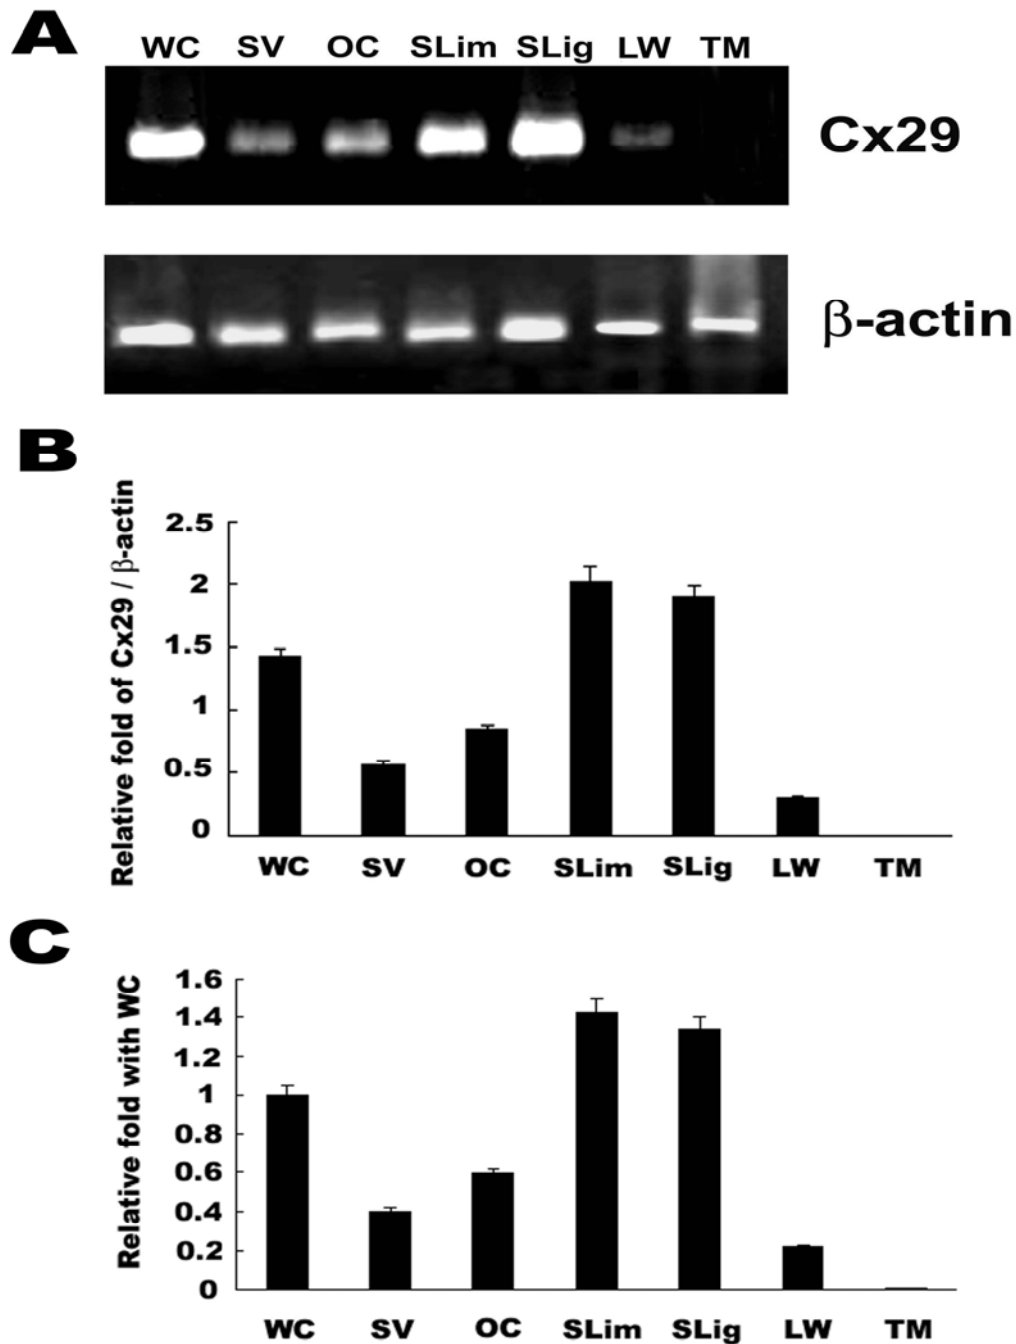 A
WC SV OC SLim SLig LW TM
Cx29
β-actin
B
Relative fold of Cx29 / β-actin
2.5
2
1.5
1
0.5
0
WC SV OC SLim SLig LW TM
C
Relative fold with WC
1.6
1.4
1.2
1
0.8
0.6
0.4
0.2
0
WC SV OC SLim SLig LW TM